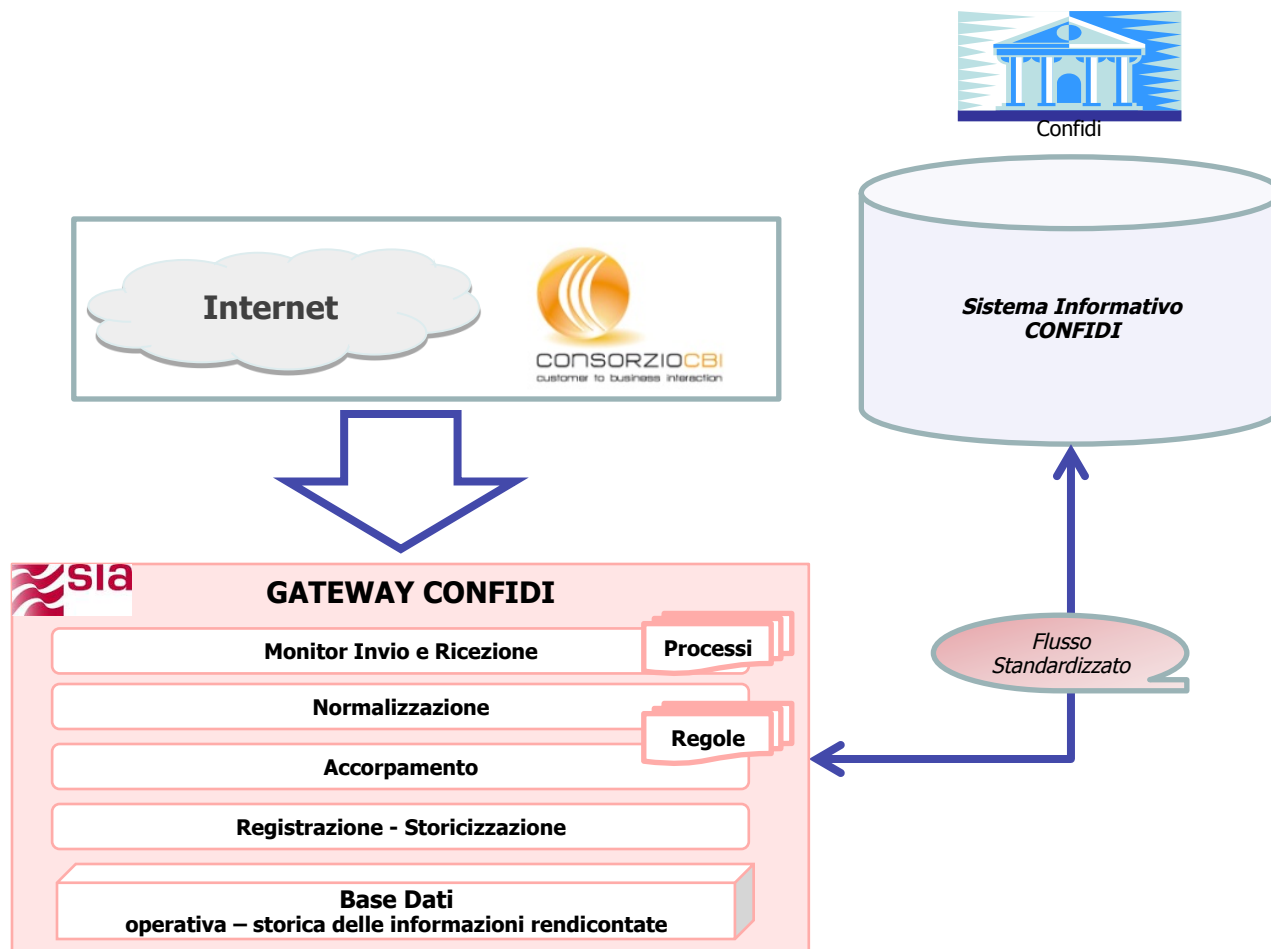 Confidi
Sistema Informativo
CONFIDI
Internet
CONSORZIOCBI
customer to business interaction
sia
GATEWAY CONFIDI
Monitor Invio e Ricezione
Processi
Normalizzazione
Regole
Accorpamento
Registrazione - Storicizzazione
Base Dati
operativa – storica delle informazioni rendicontate
Flusso
Standardizzato